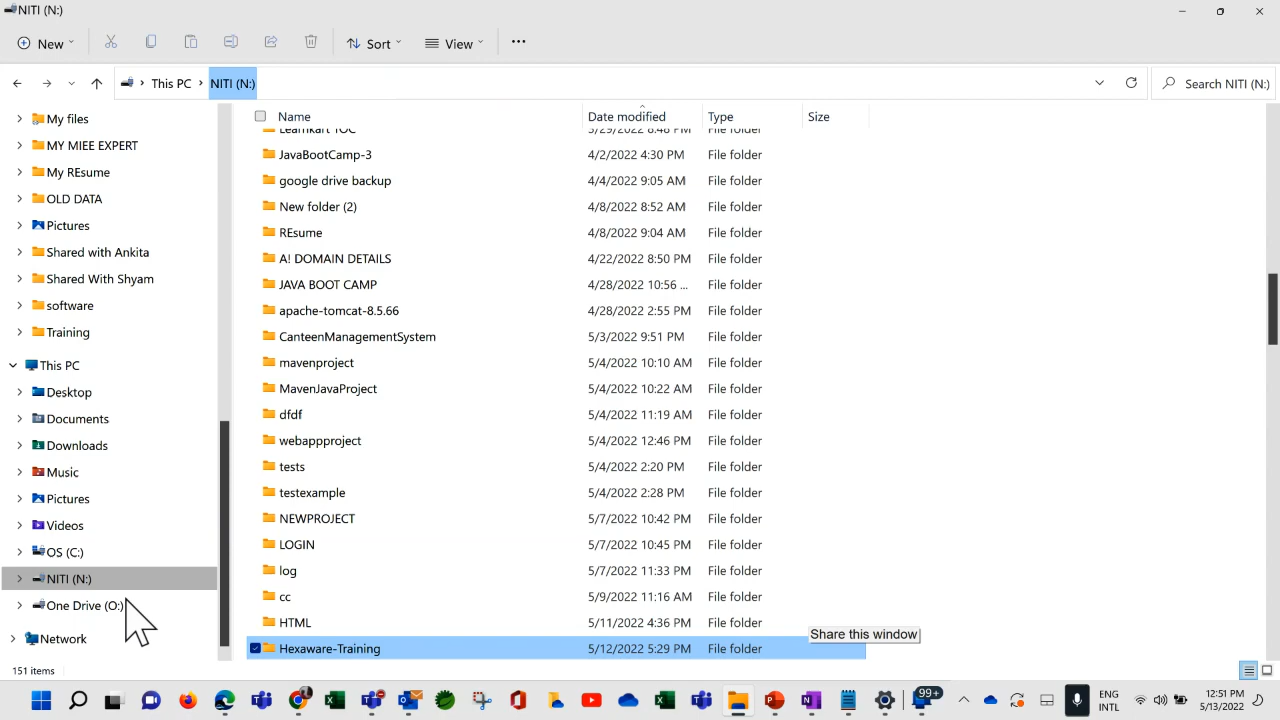 NITI (N:)
New
Sort
View
This PC
NITI (N:)
Search NITI (N:)
My files
MY MIEE EXPERT
My REsume
OLD DATA
Pictures
Shared with Ankita
Shared With Shyam
software
Training
This PC
Desktop
Documents
Downloads
Music
Pictures
Videos
OS (C:)
NITI (N:)
One Drive (O:)
Network
Name Date modified Type Size
Learnkart TOC 3/29/2022 8:48 PM File folder
JavaBootCamp-3 4/2/2022 4:30 PM File folder
google drive backup 4/4/2022 9:05 AM File folder
New folder (2) 4/8/2022 8:52 AM File folder
REsume 4/8/2022 9:04 AM File folder
A! DOMAIN DETAILS 4/22/2022 8:50 PM File folder
JAVA BOOT CAMP 4/28/2022 10:56 ... File folder
apache-tomcat-8.5.66 4/28/2022 2:55 PM File folder
CanteenManagementSystem 5/3/2022 9:51 PM File folder
mavenproject 5/4/2022 10:10 AM File folder
MavenJavaProject 5/4/2022 10:22 AM File folder
dfdf 5/4/2022 11:19 AM File folder
webappproject 5/4/2022 12:46 PM File folder
tests 5/4/2022 2:20 PM File folder
testexample 5/4/2022 2:28 PM File folder
NEWPROJECT 5/7/2022 10:42 PM File folder
LOGIN 5/7/2022 10:45 PM File folder
log 5/7/2022 11:33 PM File folder
cc 5/9/2022 11:16 AM File folder
HTML 5/11/2022 4:36 PM File folder
Hexaware-Training 5/12/2022 5:29 PM File folder
Share this window
151 items
99+
ENG
INTL
12:51 PM
5/13/2022